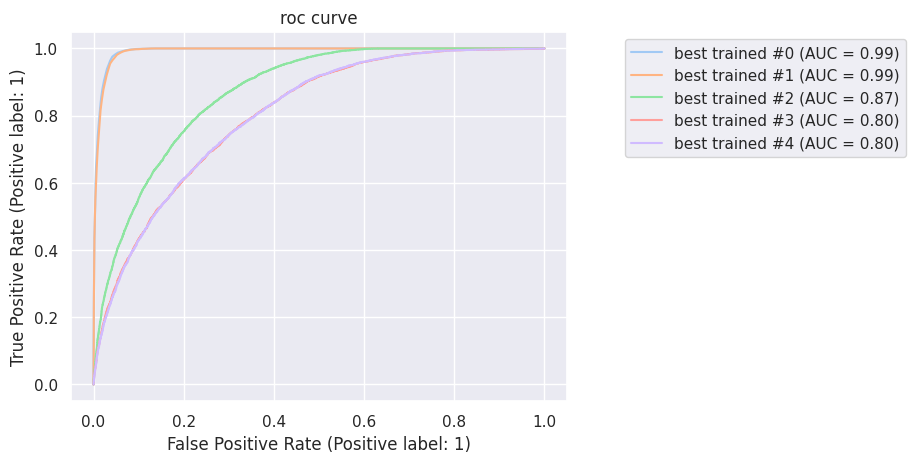 roc curve
True Positive Rate (Positive label: 1)
1.0
0.8
0.6
0.4
0.2
0.0
0.0 0.2 0.4 0.6 0.8 1.0
False Positive Rate (Positive label: 1)
best trained #0 (AUC = 0.99)
best trained #1 (AUC = 0.99)
best trained #2 (AUC = 0.87)
best trained #3 (AUC = 0.80)
best trained #4 (AUC = 0.80)